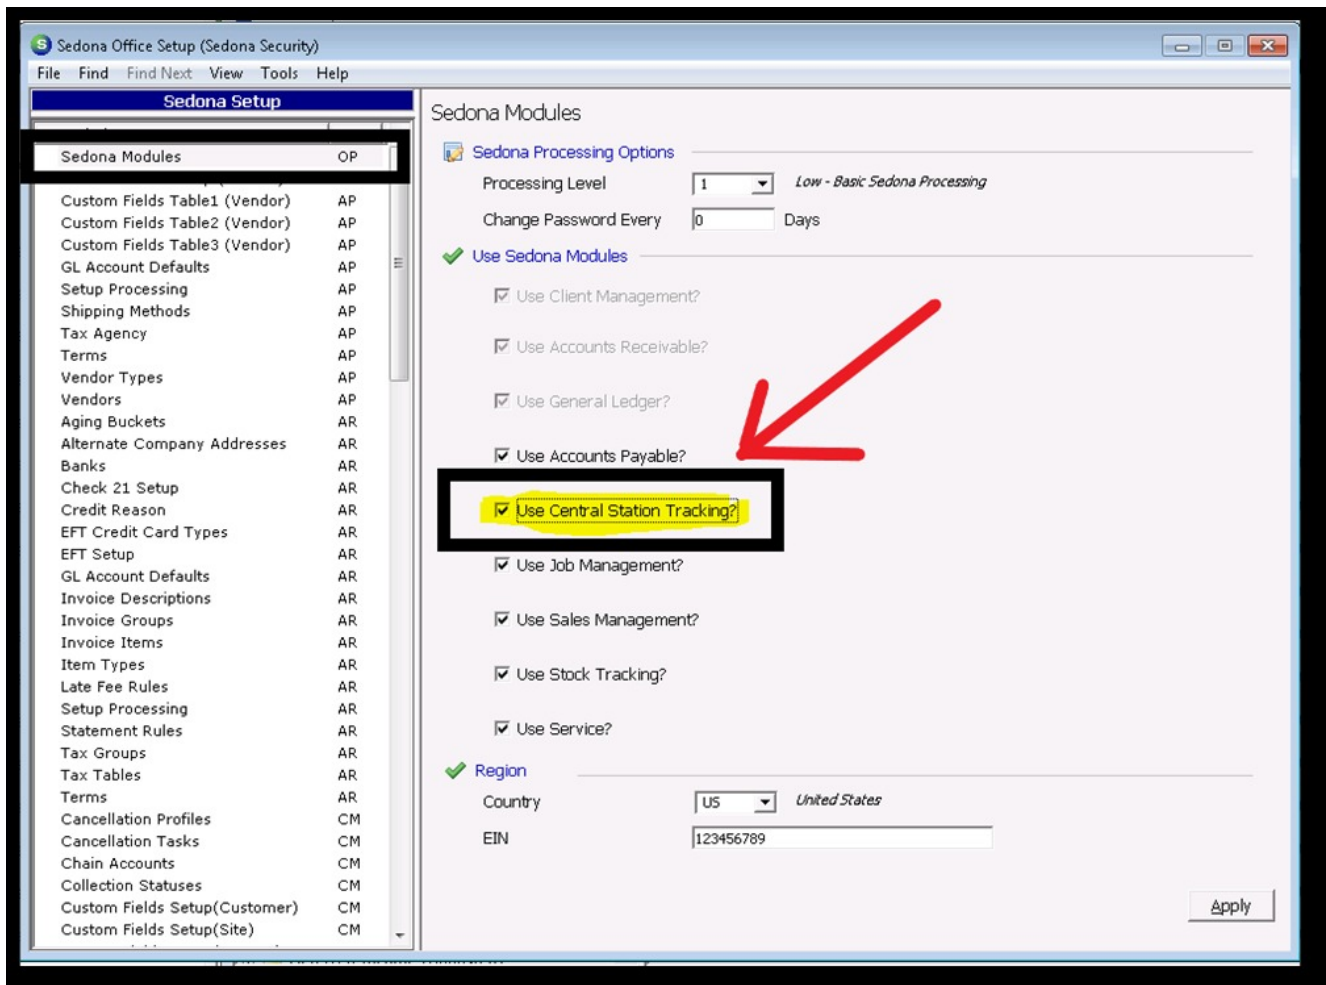 Sedona Office Setup (Sedona Security)
File Find Find Next View Tools Help
Sedona Setup
Sedona Modules OP
Custom Fields Table1 (Vendor) AP
Custom Fields Table2 (Vendor) AP
Custom Fields Table3 (Vendor) AP
GL Account Defaults AP
Setup Processing AP
Shipping Methods AP
Tax Agency AP
Terms AP
Vendor Types AP
Vendors AP
Aging Buckets AR
Alternate Company Addresses AR
Banks AR
Check 21 Setup AR
Credit Reason AR
EFT Credit Card Types AR
EFT Setup AR
GL Account Defaults AR
Invoice Descriptions AR
Invoice Groups AR
Invoice Items AR
Item Types AR
Late Fee Rules AR
Setup Processing AR
Statement Rules AR
Tax Groups AR
Tax Tables AR
Terms AR
Cancellation Profiles CM
Cancellation Tasks CM
Chain Accounts CM
Collection Statuses CM
Custom Fields Setup(Customer) CM
Custom Fields Setup(Site) CM
Sedona Modules
Sedona Processing Options
Processing Level 1 Low - Basic Sedona Processing
Change Password Every 0 Days
Use Sedona Modules
Use Client Management?
Use Accounts Receivable?
Use General Ledger?
Use Accounts Payable?
Use Central Station Tracking?
Use Job Management?
Use Sales Management?
Use Stock Tracking?
Use Service?
Region
Country US United States
EIN 123456789
Apply